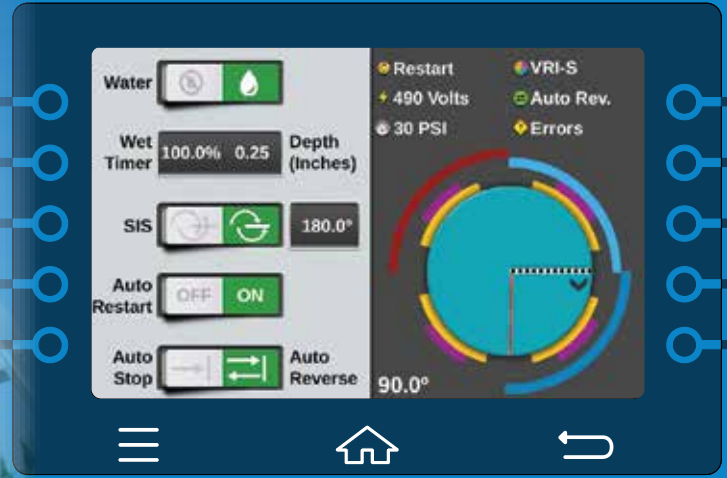 Water
Wet Timer
100.0% 0.25
Depth (Inches)
SIS
180.0°
Auto Restart
OFF ON
Auto Stop
Auto Reverse
Restart
VRI-S
490 Volts
Auto Rev.
30 PSI
Errors
90.0°